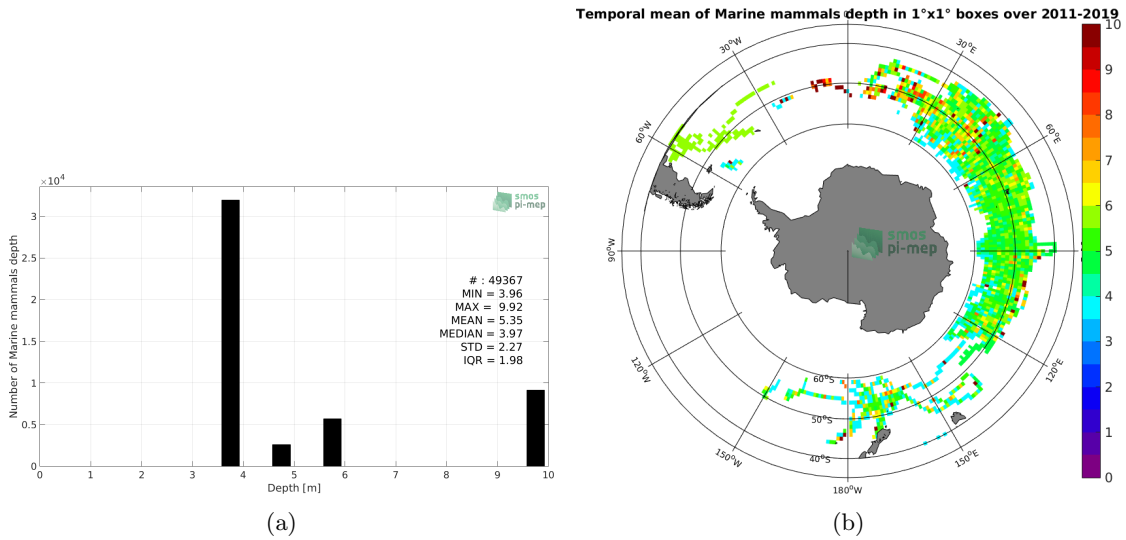 ×10⁴
3
2.5
2
1.5
1
0.5
0
Number of Marine mammals depth
smos
pi-mep
# : 49367
MIN = 3.96
MAX = 9.92
MEAN = 5.35
MEDIAN = 3.97
STD = 2.27
IQR = 1.98
0 1 2 3 4 5 6 7 8 9 10
Depth [m]
(a)
Temporal mean of Marine mammals depth in 1°x1° boxes over 2011-2019
30°W
30°E
60°W
60°E
90°W
120°W
120°E
150°W
150°E
180°W
60°S
50°S
40°S
smos
pi-mep
10
9
8
7
6
5
4
3
2
1
0
(b)